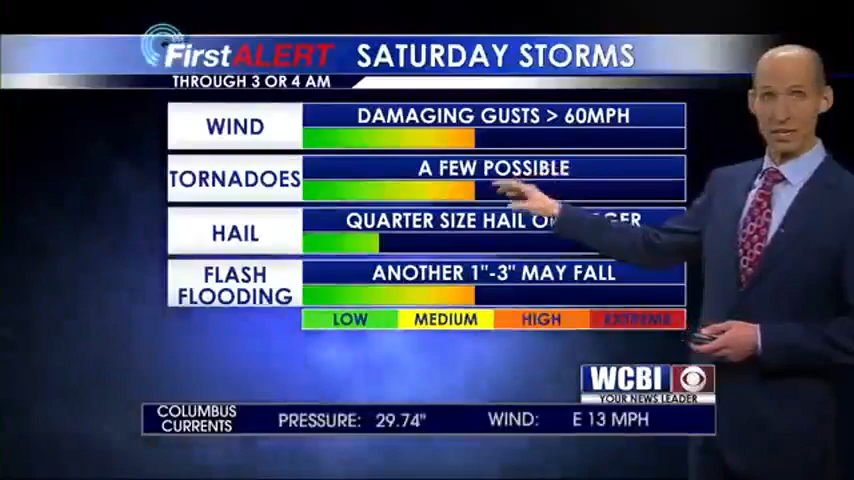 FirstALERT SATURDAY STORMS
THROUGH 3 OR 4 AM
WIND
DAMAGING GUSTS > 60MPH
TORNADOES
A FEW POSSIBLE
HAIL
QUARTER SIZE HAIL
FLASH
FLOODING
ANOTHER 1"-3" MAY FALL
LOW MEDIUM HIGH EXTREME
WCBI
YOUR NEWS LEADER
COLUMBUS
CURRENTS
PRESSURE: 29.74" WIND: E 13 MPH